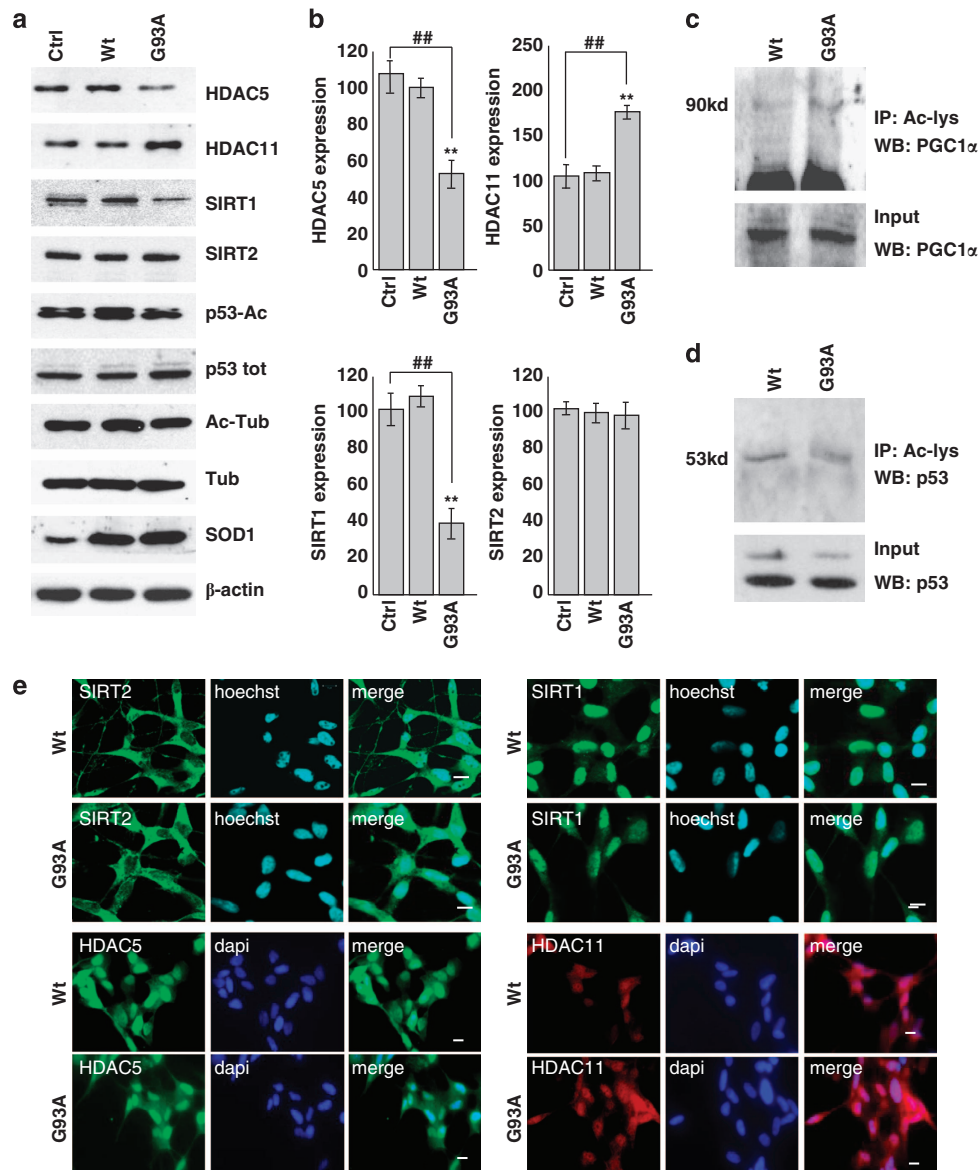 a
Ctrl Wt G93A
HDAC5
HDAC11
SIRT1
SIRT2
p53-Ac
p53 tot
Ac-Tub
Tub
SOD1
β-actin
b
HDAC5 expression
120
100
80
60
40
20
0
##
**
Ctrl Wt G93A
HDAC11 expression
250
200
150
100
50
0
##
**
Ctrl Wt G93A
SIRT1 expression
120
100
80
60
40
20
0
##
**
Ctrl Wt G93A
SIRT2 expression
120
100
80
60
40
20
0
Ctrl Wt G93A
c
Wt G93A
90kd
IP: Ac-lys
WB: PGC1α
Input
WB: PGC1α
d
Wt G93A
53kd
IP: Ac-lys
WB: p53
Input
WB: p53
e
Wt
SIRT2 hoechst merge
G93A
SIRT2 hoechst merge
Wt
HDAC5 dapi merge
G93A
HDAC5 dapi merge
Wt
SIRT1 hoechst merge
G93A
SIRT1 hoechst merge
Wt
HDAC11 dapi merge
G93A
HDAC11 dapi merge